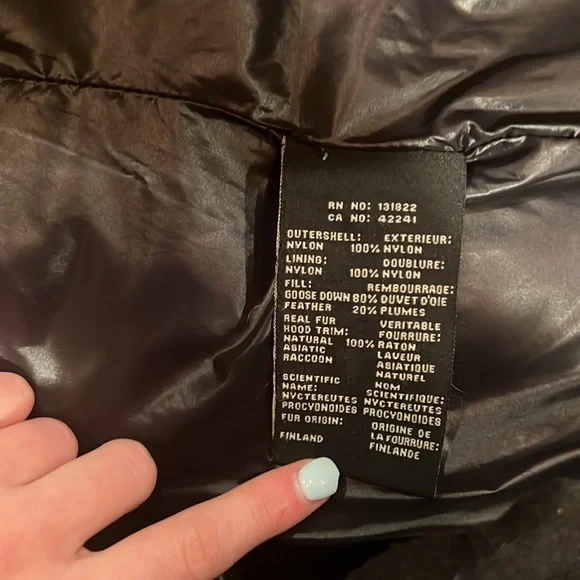 RN NO: 131822
CA NO: 42241
OUTERSHELL: EXTERIEUR:
NYLON 100% NYLON
LINING: DOUBLURE:
NYLON 100% NYLON
FILL: REMBOURRAGE:
GOOSE DOWN 80% DUVET D'OIE
FEATHER 20% PLUMES
REAL FUR VERITABLE
HOOD TRIM: FOURRURE:
NATURAL 100% RATON
ASIATIC LAVEUR
RACCOON ASIATIQUE
NATUREL
SCIENTIFIC NOM
NAME: SCIENTIFIQUE:
NYCTEREUTES NYCTEREUTES
PROCYONOIDES PROCYONOIDES
FUR ORIGIN: ORIGINE DE
LA FOURRURE:
FINLAND FINLANDE